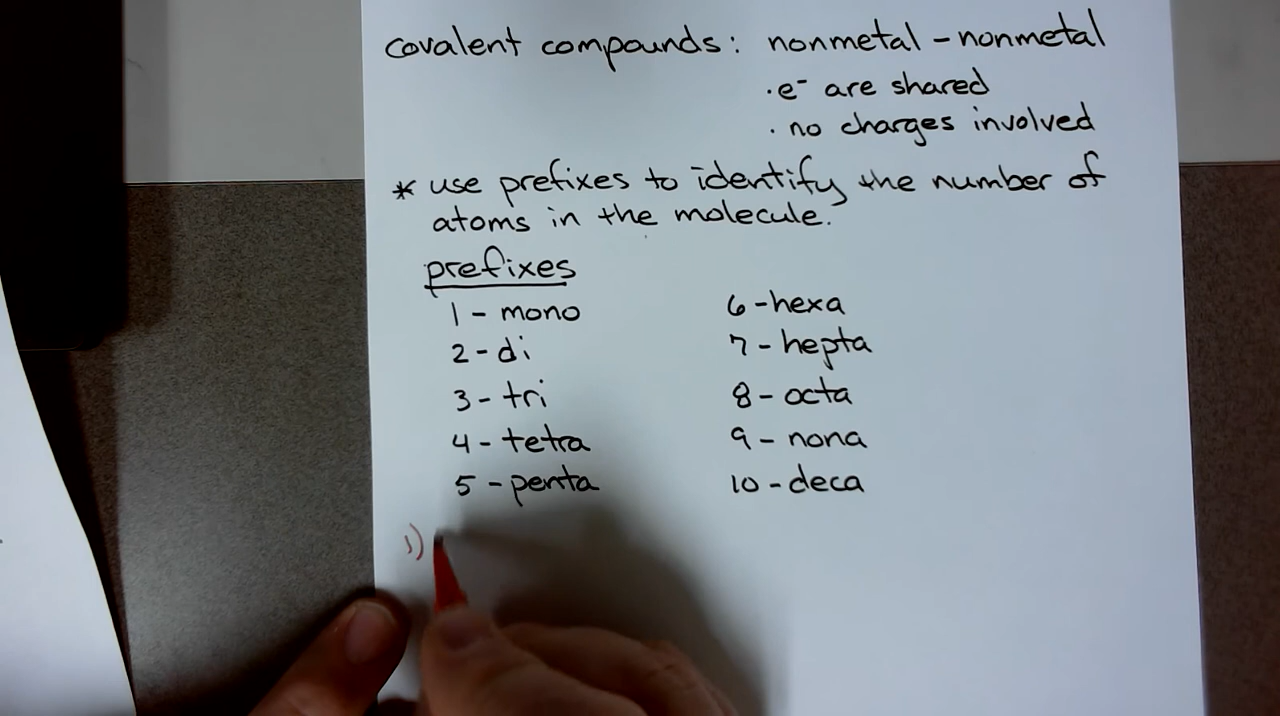 covalent compounds: nonmetal - nonmetal
· e⁻ are shared
· no charges involved
* use prefixes to identify the number of
atoms in the molecule.
prefixes
1 - mono
2 - di
3 - tri
4 - tetra
5 - penta
6 - hexa
7 - hepta
8 - octa
9 - nona
10 - deca
1)